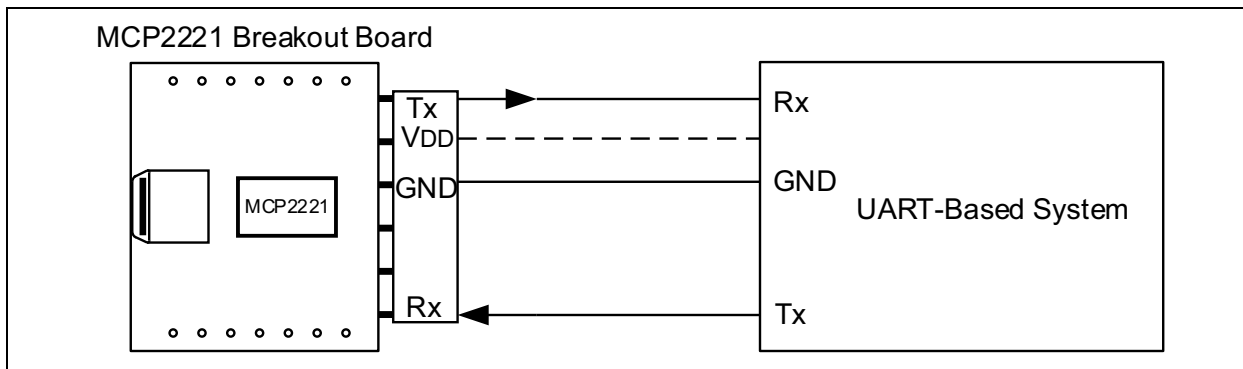 MCP2221 Breakout Board
Tx
VDD
GND
MCP2221
Rx
Rx
GND
UART-Based System
Tx